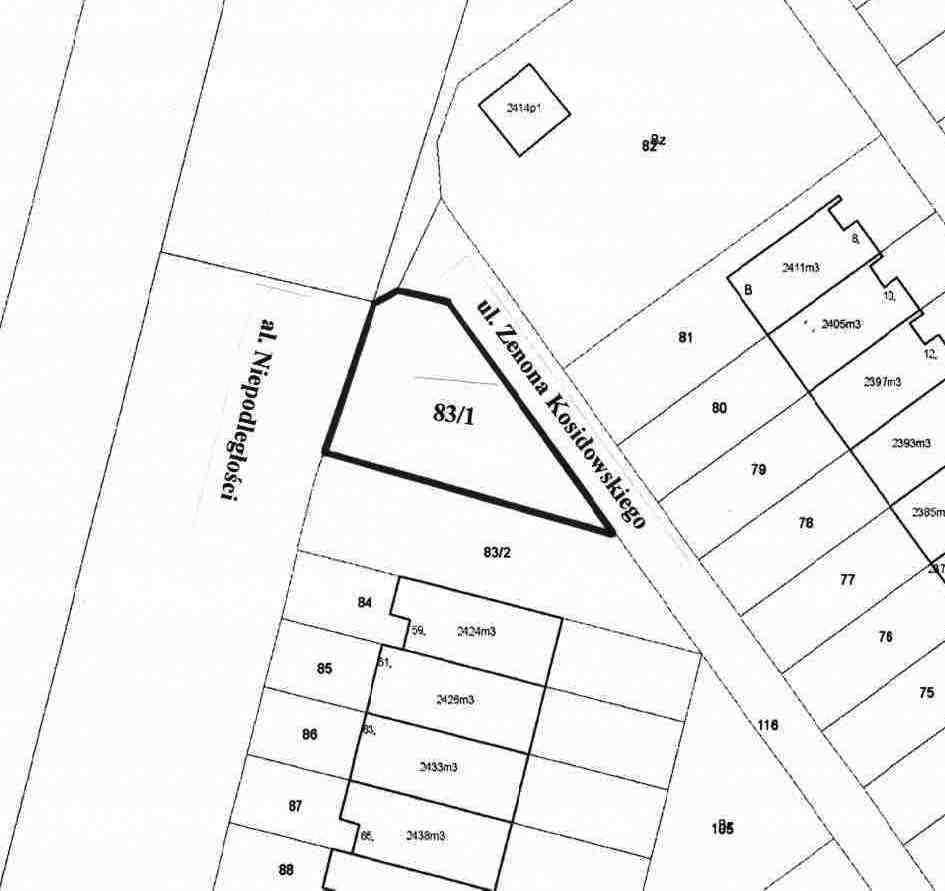 2414p1
82
Bz
8,
2411m3
B
10,
2405m3
81
12,
2397m3
80
2393m3
79
2385m
78
77
76
75
al. Niepodległości
ul. Zenona Kosidowskiego
83/1
83/2
84
59,
2424m3
85
61,
2426m3
116
86
63,
2433m3
87
65,
2438m3
88